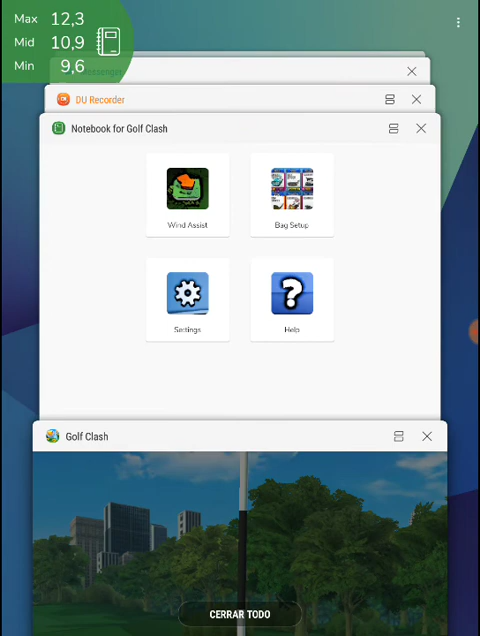 Max 12,3
Mid 10,9
Min 9,6
Messenger
DU Recorder
Notebook for Golf Clash
Wind Assist
Bag Setup
Settings
Help
Golf Clash
CERRAR TODO